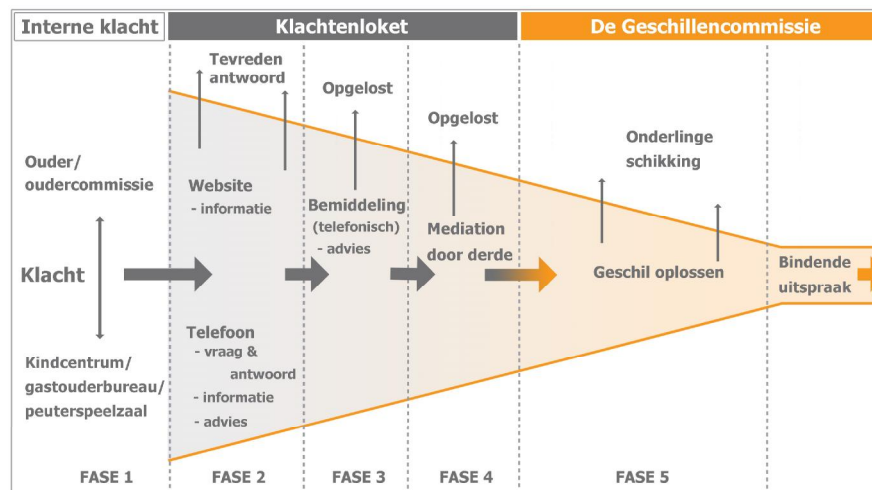 Interne klacht
Klachtenloket
De Geschillencommissie
Ouder/
oudercommissie
Klacht
Kindcentrum/
gastouderbureau/
peuterspeelzaal
FASE 1
Tevreden
antwoord
Website
- informatie
Telefoon
- vraag &
antwoord
- informatie
- advies
FASE 2
Opgelost
Bemiddeling
(telefonisch)
- advies
FASE 3
Opgelost
Mediation
door derde
FASE 4
Onderlinge
schikking
Geschil oplossen
FASE 5
Bindende
uitspraak